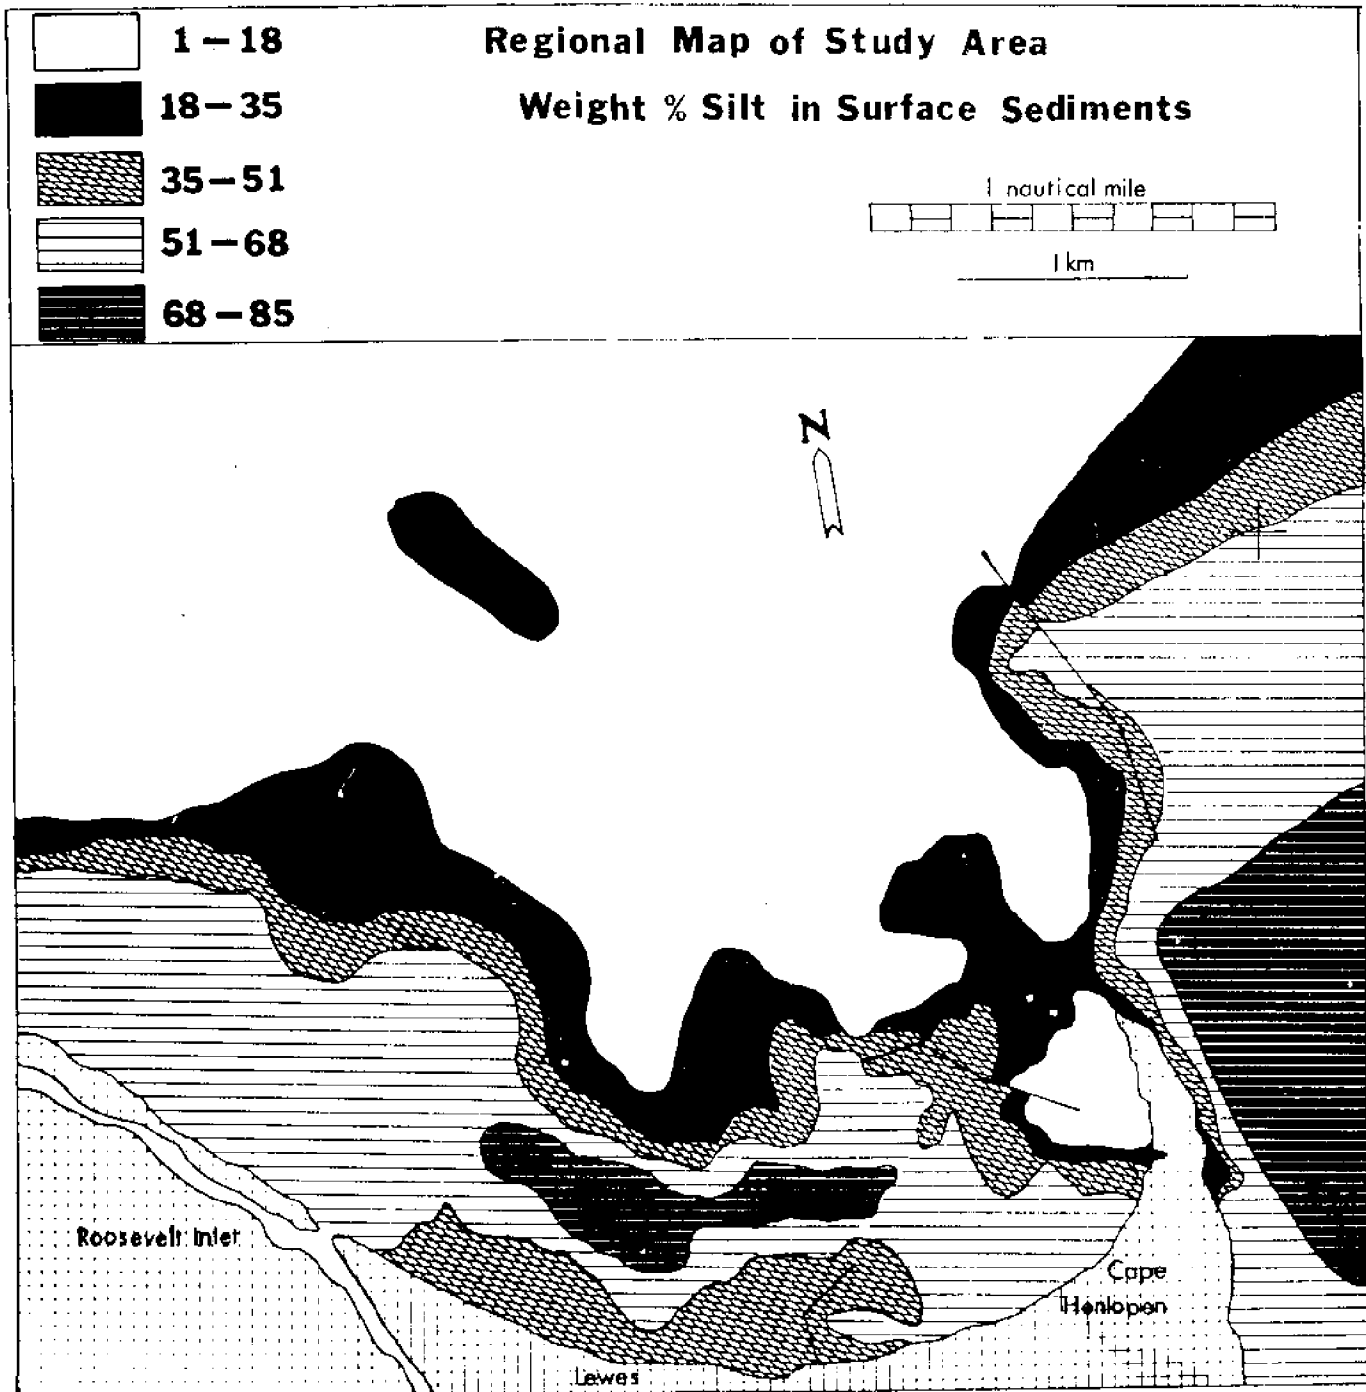 1 – 18
Regional Map of Study Area
18 – 35
Weight % Silt in Surface Sediments
35 – 51
1 nautical mile
51 – 68
1 km
68 – 85
N
Roosevelt Inlet
Cape
Henlopen
Lewes